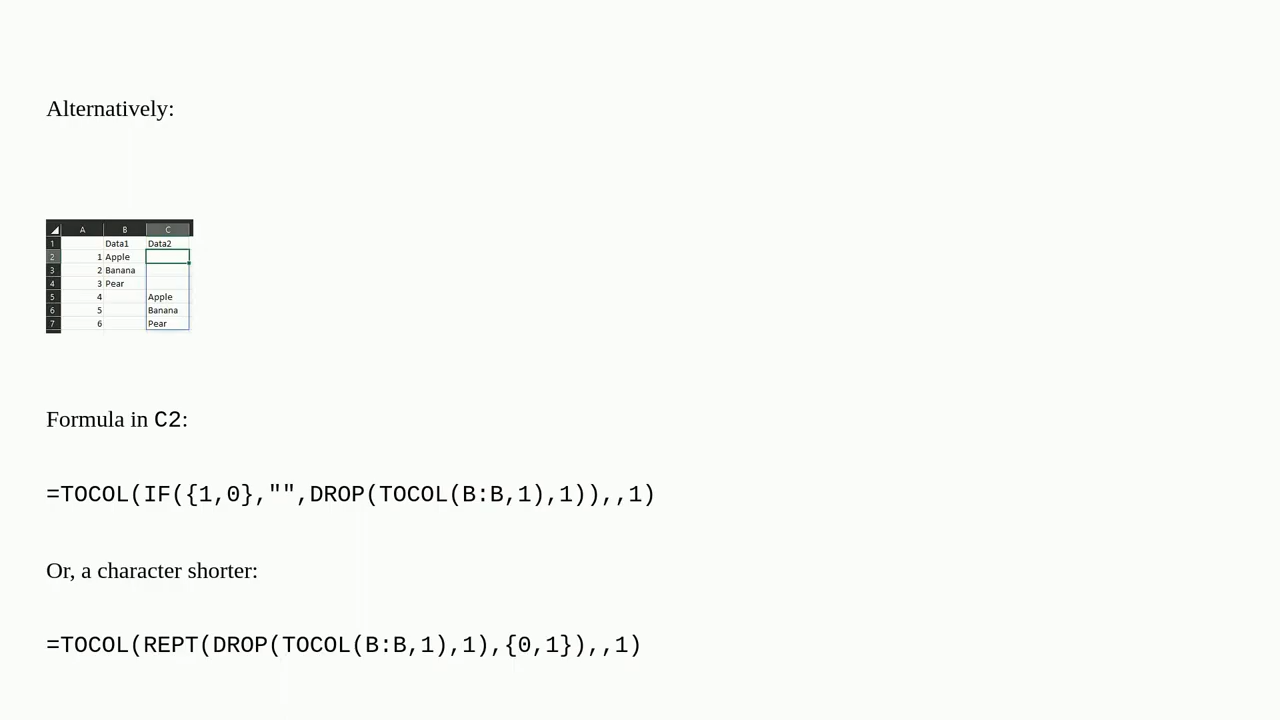 Alternatively:
A B C
1 Data1 Data2
2 1 Apple
3 2 Banana
4 3 Pear
5 4 Apple
6 5 Banana
7 6 Pear
Formula in C2:
=TOCOL(IF({1,0},"",DROP(TOCOL(B:B,1),1)),,1)
Or, a character shorter:
=TOCOL(REPT(DROP(TOCOL(B:B,1),1),{0,1}),,1)